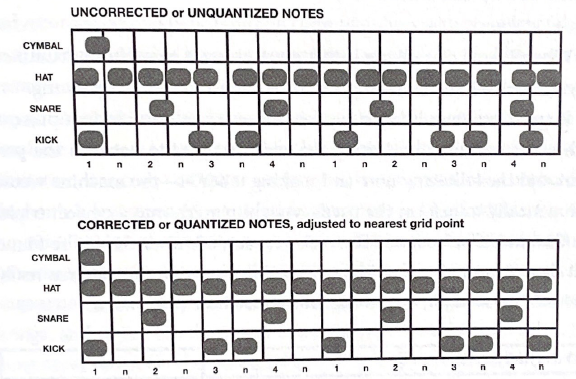 UNCORRECTED or UNQUANTIZED NOTES
CYMBAL
HAT
SNARE
KICK
1 n 2 n 3 n 4 n 1 n 2 n 3 n 4 n
CORRECTED or QUANTIZED NOTES, adjusted to nearest grid point
CYMBAL
HAT
SNARE
KICK
1 n 2 n 3 n 4 n 1 n 2 n 3 n 4 n